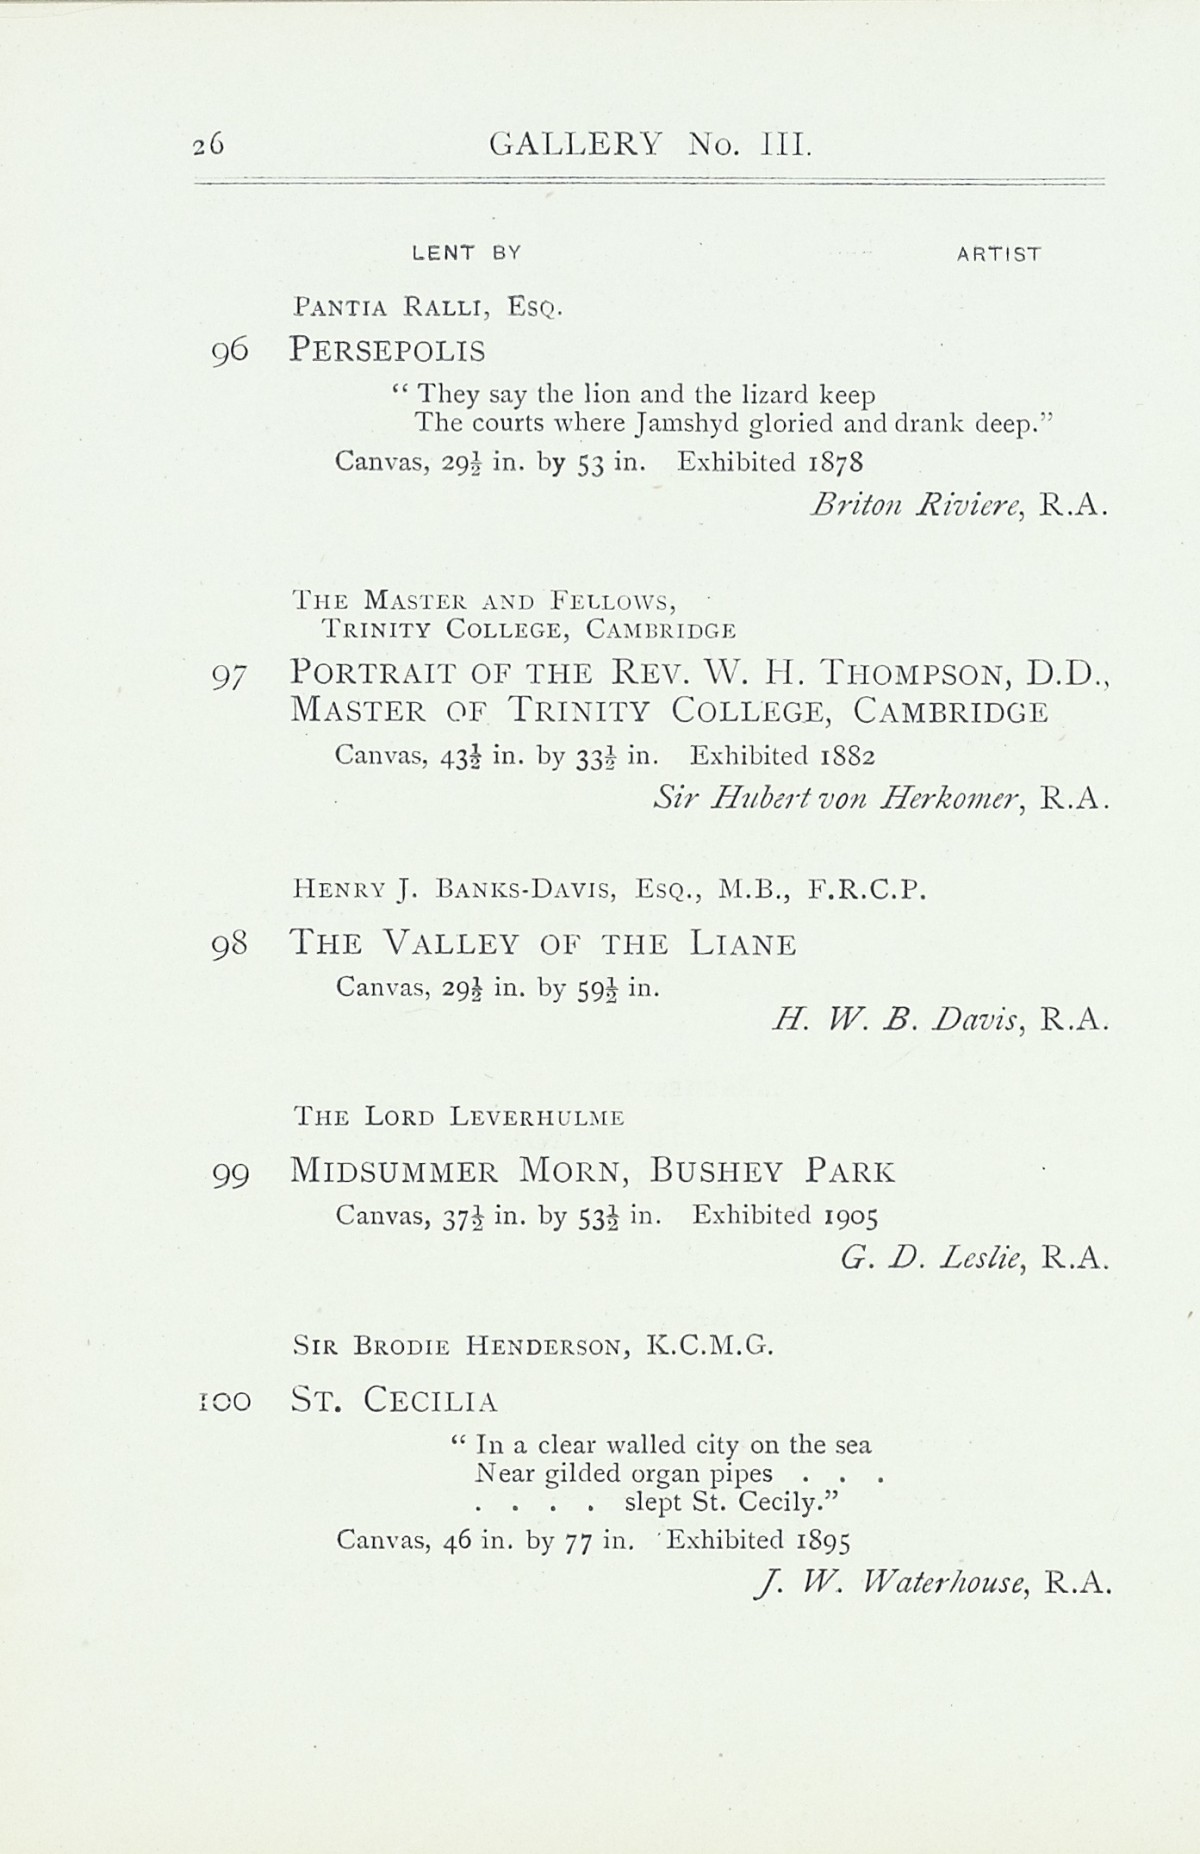 26 GALLERY No. III.
LENT BY ARTIST
PANTIA RALLI, ESQ.
96 PERSEPOLIS
“ They say the lion and the lizard keep
The courts where Jamshyd gloried and drank deep.”
Canvas, 29½ in. by 53 in. Exhibited 1878
Briton Riviere, R.A.
THE MASTER AND FELLOWS,
TRINITY COLLEGE, CAMBRIDGE
97 PORTRAIT OF THE REV. W. H. THOMPSON, D.D.,
MASTER OF TRINITY COLLEGE, CAMBRIDGE
Canvas, 43½ in. by 33½ in. Exhibited 1882
Sir Hubert von Herkomer, R.A.
HENRY J. BANKS-DAVIS, ESQ., M.B., F.R.C.P.
98 THE VALLEY OF THE LIANE
Canvas, 29½ in. by 59½ in.
H. W. B. Davis, R.A.
THE LORD LEVERHULME
99 MIDSUMMER MORN, BUSHEY PARK
Canvas, 37½ in. by 53½ in. Exhibited 1905
G. D. Leslie, R.A.
SIR BRODIE HENDERSON, K.C.M.G.
100 ST. CECILIA
“ In a clear walled city on the sea
Near gilded organ pipes . . .
. . . . slept St. Cecily.”
Canvas, 46 in. by 77 in. Exhibited 1895
J. W. Waterhouse, R.A.